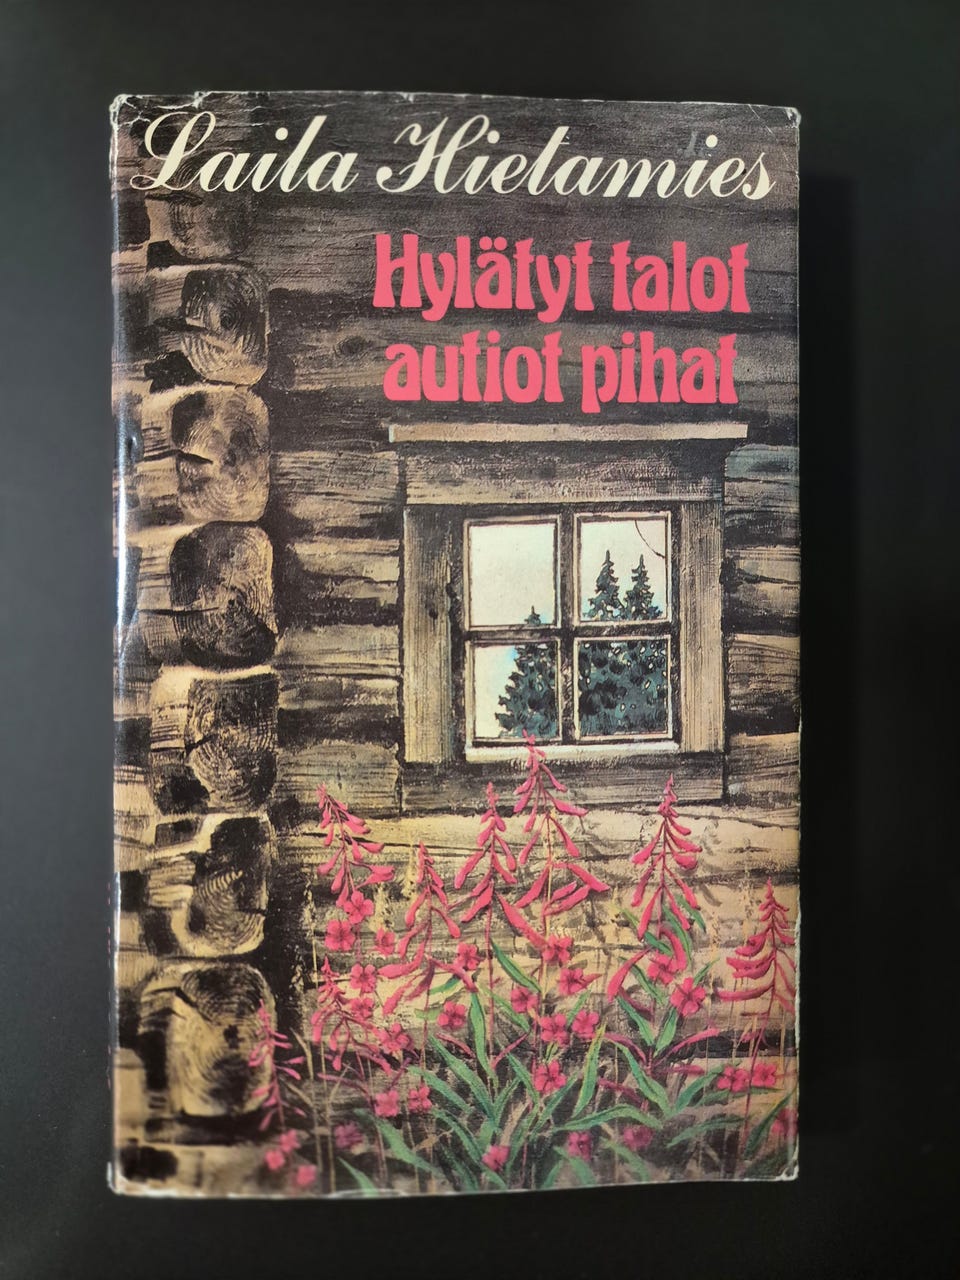 Laila Hietamies
Hylätyt talot
autiot pihat